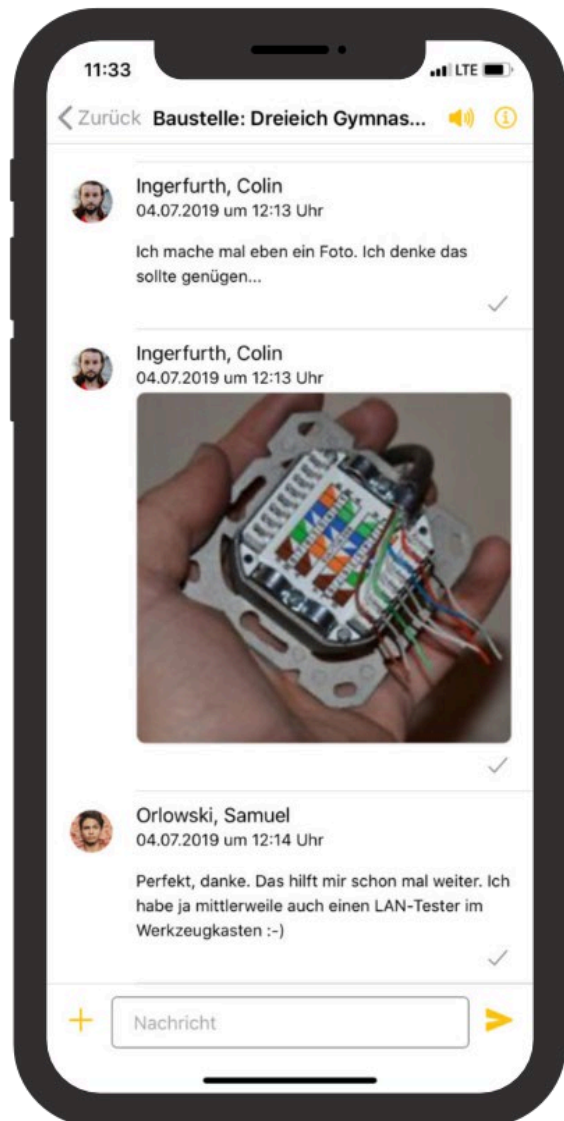 11:33
LTE
Zurück Baustelle: Dreieich Gymnas...
Ingerfurth, Colin
04.07.2019 um 12:13 Uhr
Ich mache mal eben ein Foto. Ich denke das
sollte genügen...
Ingerfurth, Colin
04.07.2019 um 12:13 Uhr
Orlowski, Samuel
04.07.2019 um 12:14 Uhr
Perfekt, danke. Das hilft mir schon mal weiter. Ich
habe ja mittlerweile auch einen LAN-Tester im
Werkzeugkasten :-)
Nachricht